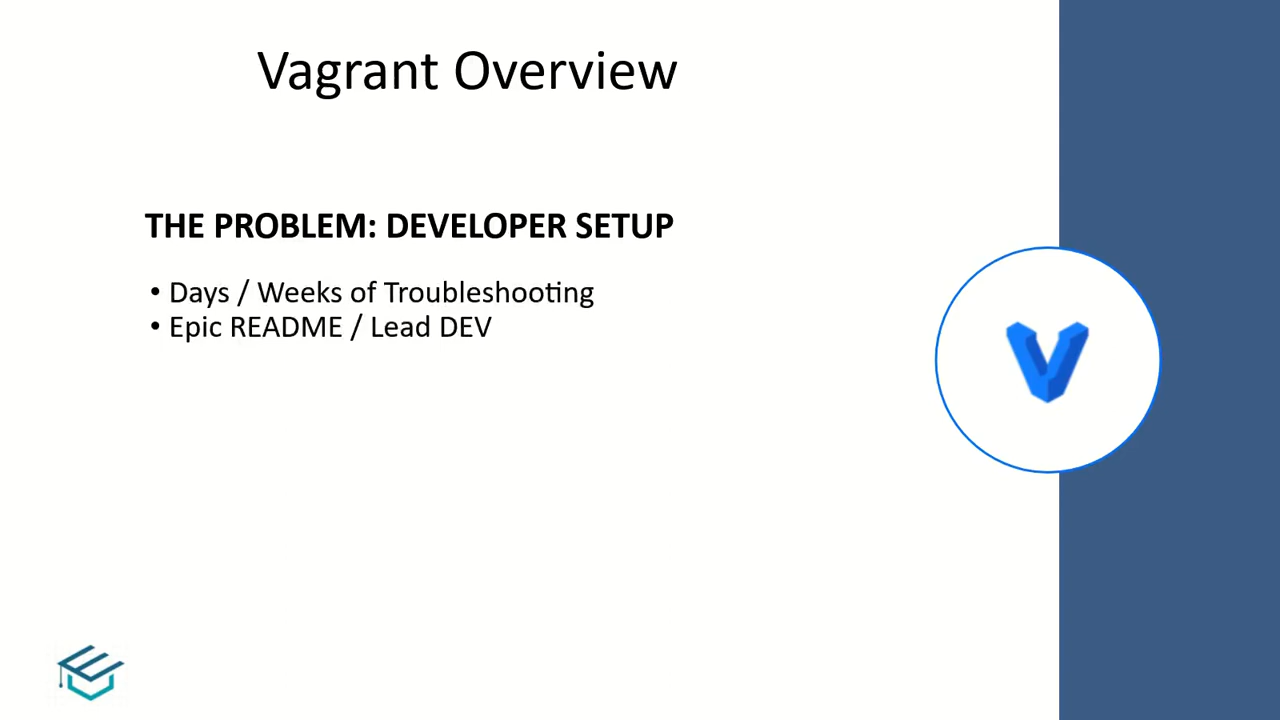 Vagrant Overview
THE PROBLEM: DEVELOPER SETUP
• Days / Weeks of Troubleshooting
• Epic README / Lead DEV